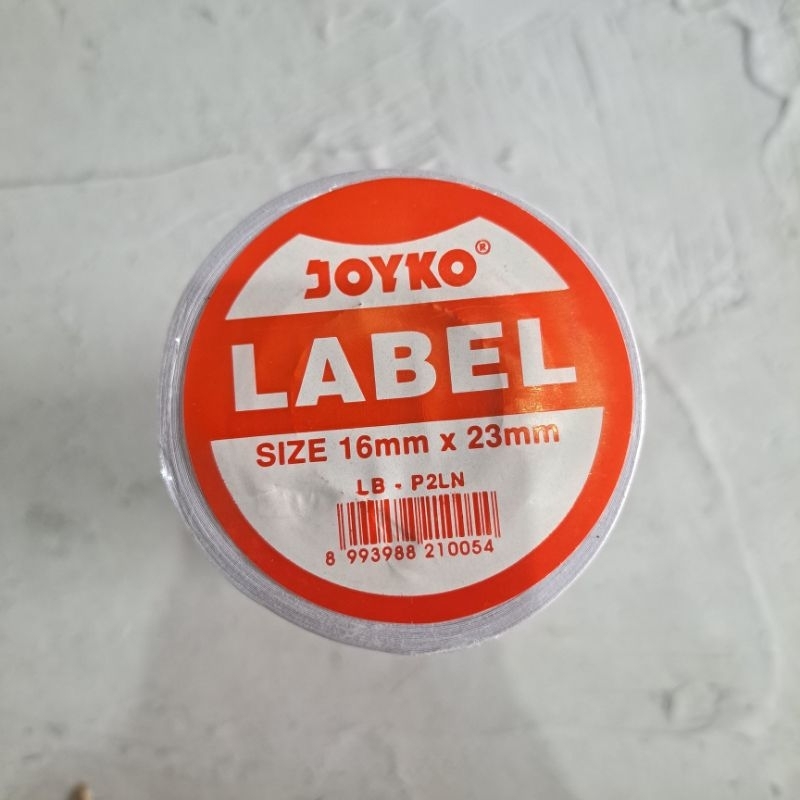 JOYKO®
LABEL
SIZE 16mm x 23mm
LB - P2LN
8 993988 210054